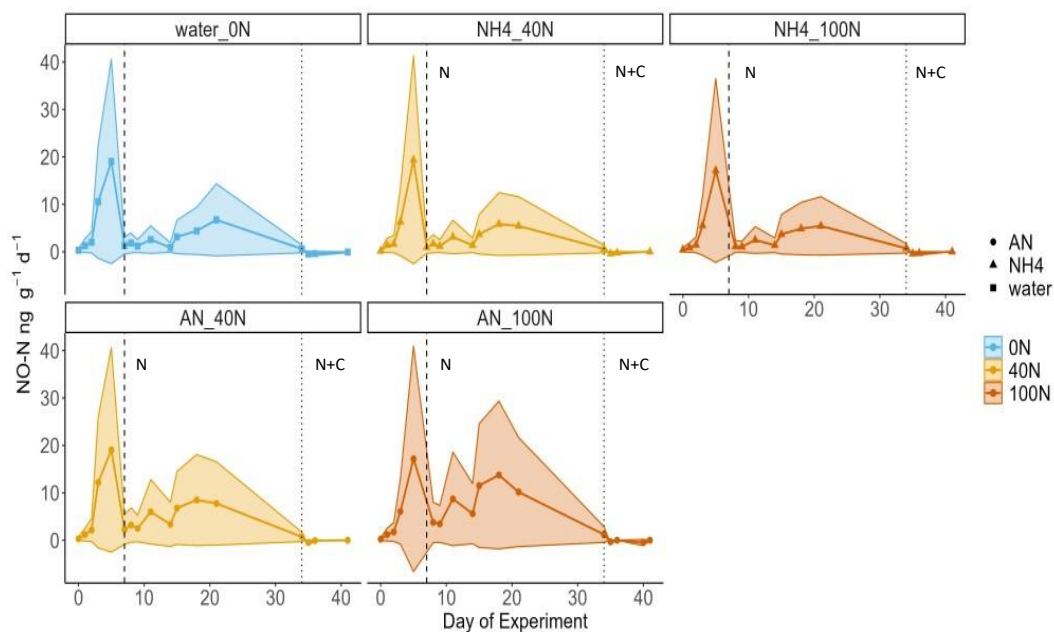 water_0N
NH4_40N
NH4_100N
40
30
20
10
0
N
N+C
N
N+C
0
10
20
30
40
AN
NH4
water
AN_40N
AN_100N
40
30
20
10
0
N
N+C
N
N+C
0N
40N
100N
0
10
20
30
40
0
10
20
30
40
NO-N ng g⁻¹ d⁻¹
Day of Experiment